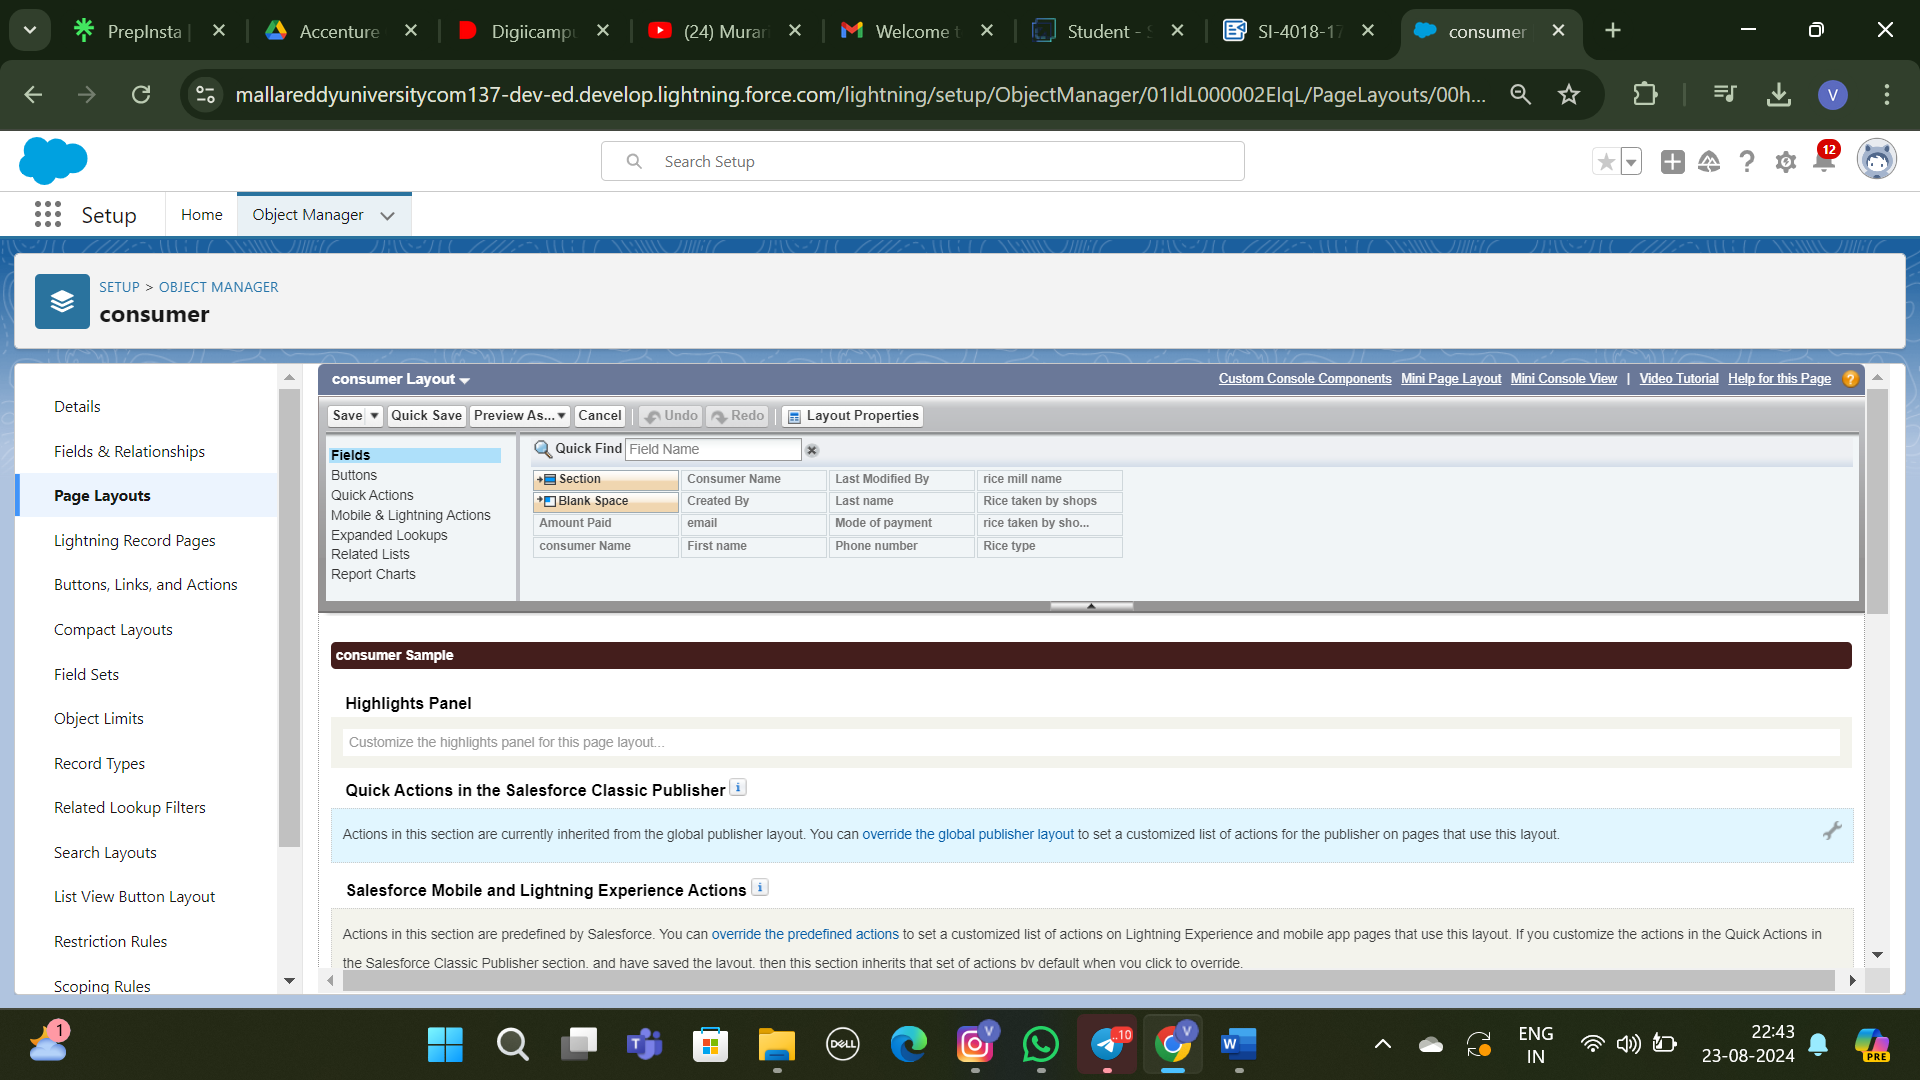 PrepInsta
Accenture
Digiicampu
(24) Murar
Welcome t
Student - S
SI-4018-17
consumer
mallareddyuniversitycom137-dev-ed.develop.lightning.force.com/lightning/setup/ObjectManager/01IdL000002EIqL/PageLayouts/00h...
V
Search Setup
12
Setup
Home
Object Manager
SETUP > OBJECT MANAGER
consumer
Details
Fields & Relationships
Page Layouts
Lightning Record Pages
Buttons, Links, and Actions
Compact Layouts
Field Sets
Object Limits
Record Types
Related Lookup Filters
Search Layouts
List View Button Layout
Restriction Rules
Scoping Rules
consumer Layout
Custom Console Components Mini Page Layout Mini Console View | Video Tutorial Help for this Page ?
Save Quick Save Preview As... Cancel Undo Redo Layout Properties
Fields
Buttons
Quick Actions
Mobile & Lightning Actions
Expanded Lookups
Related Lists
Report Charts
Quick Find Field Name
Section Consumer Name Last Modified By rice mill name
Blank Space Created By Last name Rice taken by shops
Amount Paid email Mode of payment rice taken by sho...
consumer Name First name Phone number Rice type
consumer Sample
Highlights Panel
Customize the highlights panel for this page layout...
Quick Actions in the Salesforce Classic Publisher i
Actions in this section are currently inherited from the global publisher layout. You can override the global publisher layout to set a customized list of actions for the publisher on pages that use this layout.
Salesforce Mobile and Lightning Experience Actions i
Actions in this section are predefined by Salesforce. You can override the predefined actions to set a customized list of actions on Lightning Experience and mobile app pages that use this layout. If you customize the actions in the Quick Actions in
the Salesforce Classic Publisher section, and have saved the layout, then this section inherits that set of actions by default when you click to override.
1
T
DELL
V
..10
V
W
ENG
IN
22:43
23-08-2024
PRE